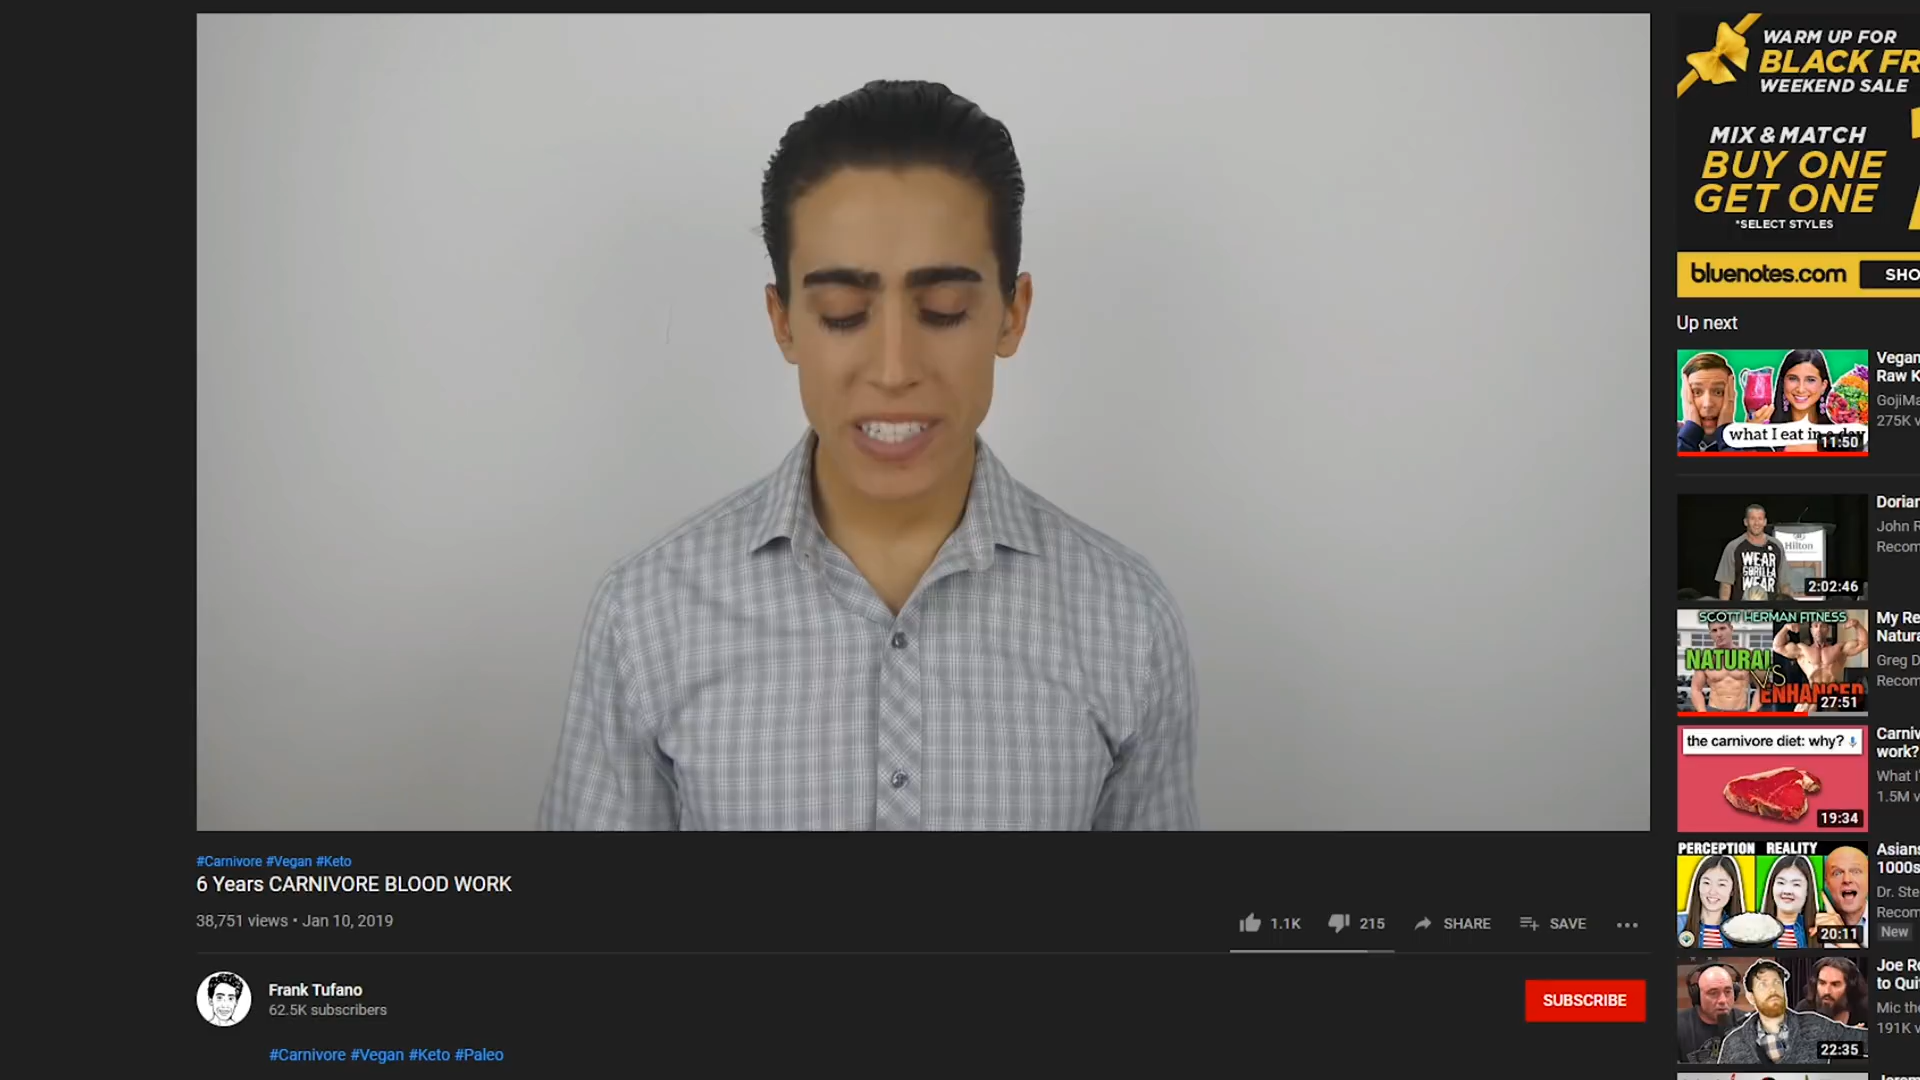 #Carnivore #Vegan #Keto
6 Years CARNIVORE BLOOD WORK
38,751 views • Jan 10, 2019
1.1K
215
SHARE
SAVE
Frank Tufano
62.5K subscribers
SUBSCRIBE
#Carnivore #Vegan #Keto #Paleo
WARM UP FOR
BLACK FR
WEEKEND SALE
MIX & MATCH
BUY ONE
GET ONE
*SELECT STYLES
bluenotes.com
SHO
Up next
what I eat in a day
11:50
Vegan
Raw K
GojiMa
275K v
Hilton
WEAR
GORILLA
WEAR
2:02:46
Dorian
John R
Recom
SCOTT HERMAN FITNESS
NATURAL
VS
ENHANCED
27:51
My Re
Natura
Greg D
Recom
the carnivore diet: why?
19:34
Carniv
work?
What I'
1.5M v
PERCEPTION REALITY
20:11
Asians
1000s
Dr. Ste
Recom
New
22:35
Joe Ro
to Quit
Mic the
191K v